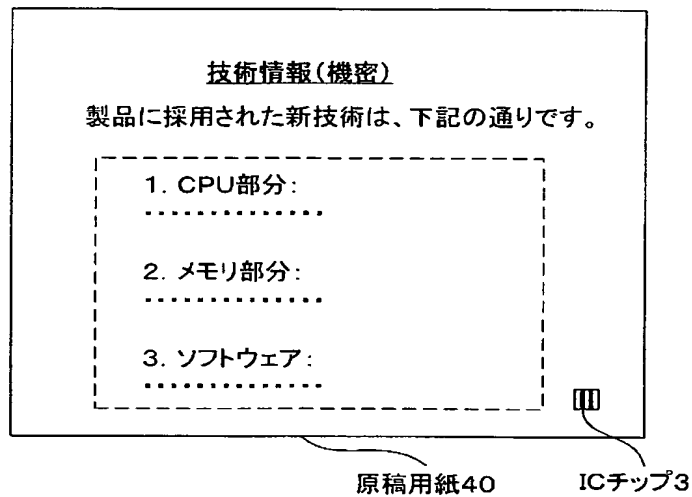 技術情報(機密)
製品に採用された新技術は、下記の通りです。
1. CPU部分:
2. メモリ部分:
3. ソフトウェア:
原稿用紙40
ICチップ3